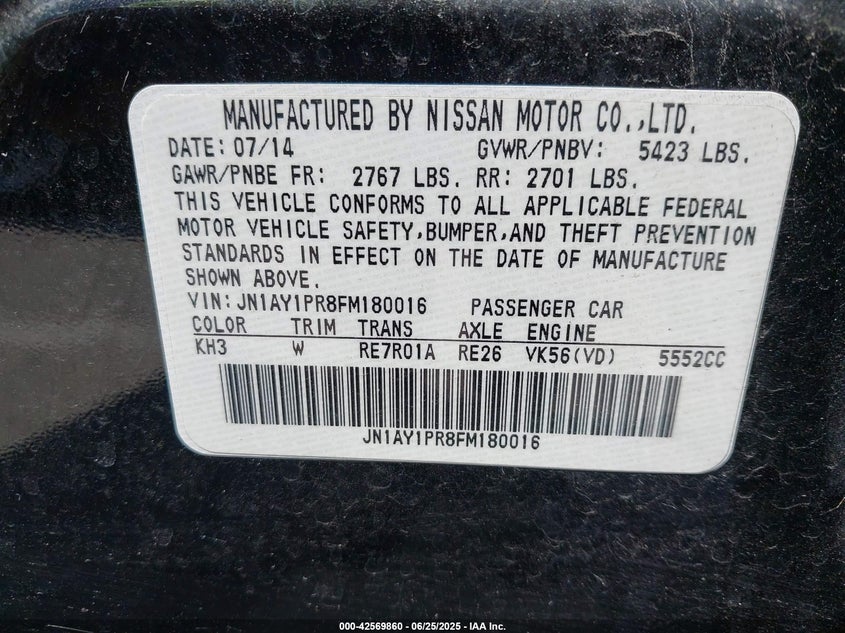 MANUFACTURED BY NISSAN MOTOR CO.,LTD.
DATE: 07/14 GVWR/PNBV: 5423 LBS.
GAWR/PNBE FR: 2767 LBS. RR: 2701 LBS.
THIS VEHICLE CONFORMS TO ALL APPLICABLE FEDERAL
MOTOR VEHICLE SAFETY,BUMPER,AND THEFT PREVENTION
STANDARDS IN EFFECT ON THE DATE OF MANUFACTURE
SHOWN ABOVE.
VIN:JN1AY1PR8FM180016 PASSENGER CAR
COLOR TRIM TRANS AXLE ENGINE
KH3 W RE7R01A RE26 VK56(VD) 5552CC
JN1AY1PR8FM180016
000-42569860 - 06/25/2025 - IAA Inc.